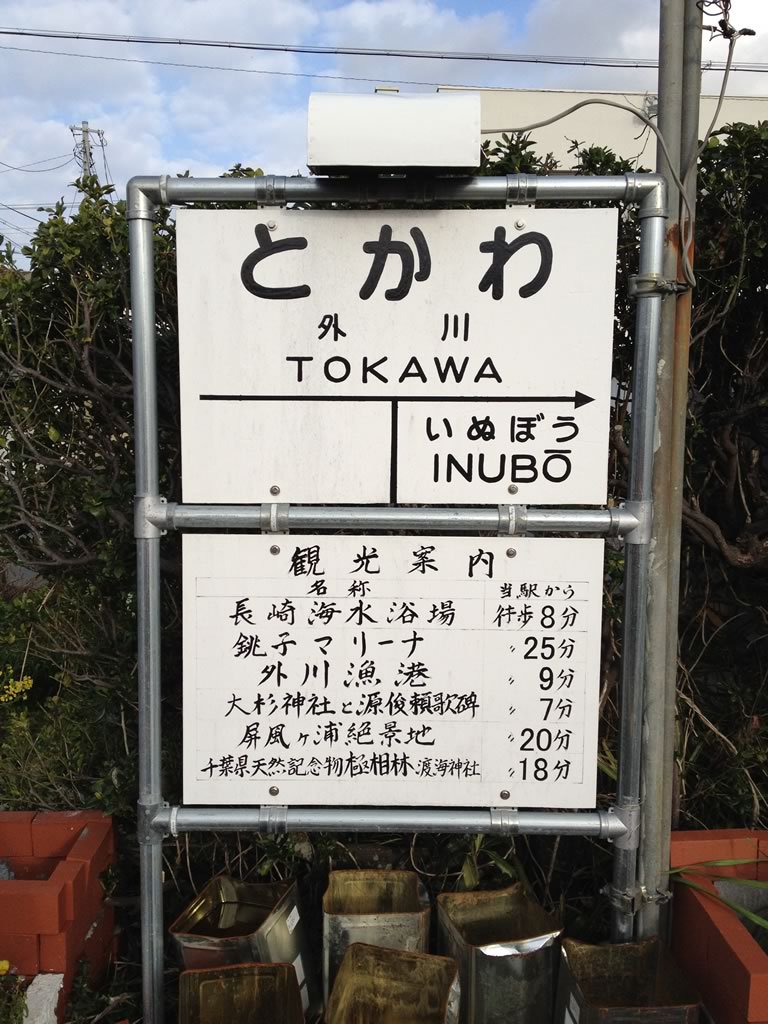 とかわ
外川
TOKAWA
いぬぼう
INUBŌ
観光案内
名称 当駅から
長崎海水浴場 徒歩8分
銚子マリーナ 〃25分
外川漁港 〃9分
大杉神社と源俊頼歌碑 〃7分
屏風ヶ浦絶景地 〃20分
千葉県天然記念物極相林渡海神社 〃18分